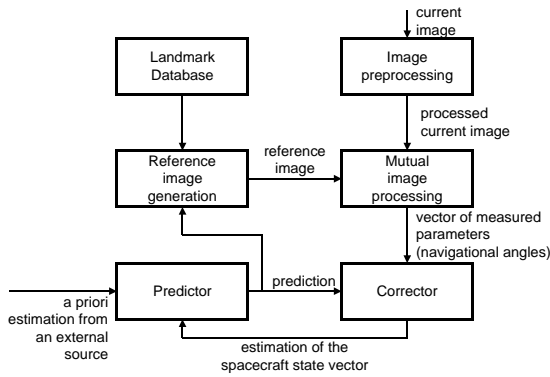 current
image
Landmark
Database
Image
preprocessing
processed
current image
Reference
image
generation
reference
image
Mutual
image
processing
vector of measured
parameters
(navigational angles)
Predictor
prediction
Corrector
a priori
estimation from
an external
source
estimation of the
spacecraft state vector